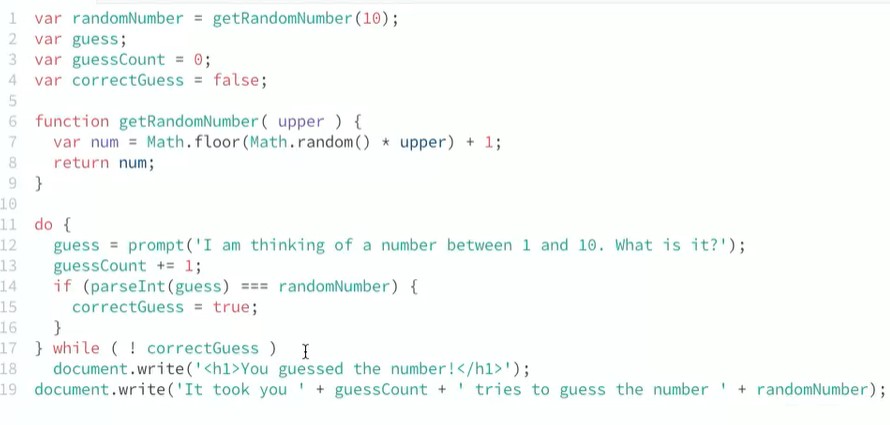 1 var randomNumber = getRandomNumber(10);
2 var guess;
3 var guessCount = 0;
4 var correctGuess = false;
5
6 function getRandomNumber( upper ) {
7   var num = Math.floor(Math.random() * upper) + 1;
8   return num;
9 }
10
11 do {
12   guess = prompt('I am thinking of a number between 1 and 10. What is it?');
13   guessCount += 1;
14   if (parseInt(guess) === randomNumber) {
15     correctGuess = true;
16   }
17 } while ( ! correctGuess )
18   document.write('<h1>You guessed the number!</h1>');
19 document.write('It took you ' + guessCount + ' tries to guess the number ' + randomNumber);